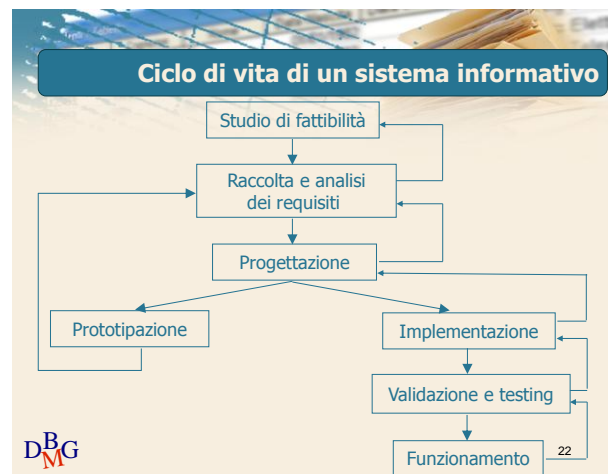 Ciclo di vita di un sistema informativo
Studio di fattibilità
Raccolta e analisi
dei requisiti
Progettazione
Prototipazione
Implementazione
Validazione e testing
Funzionamento
22
DBMG